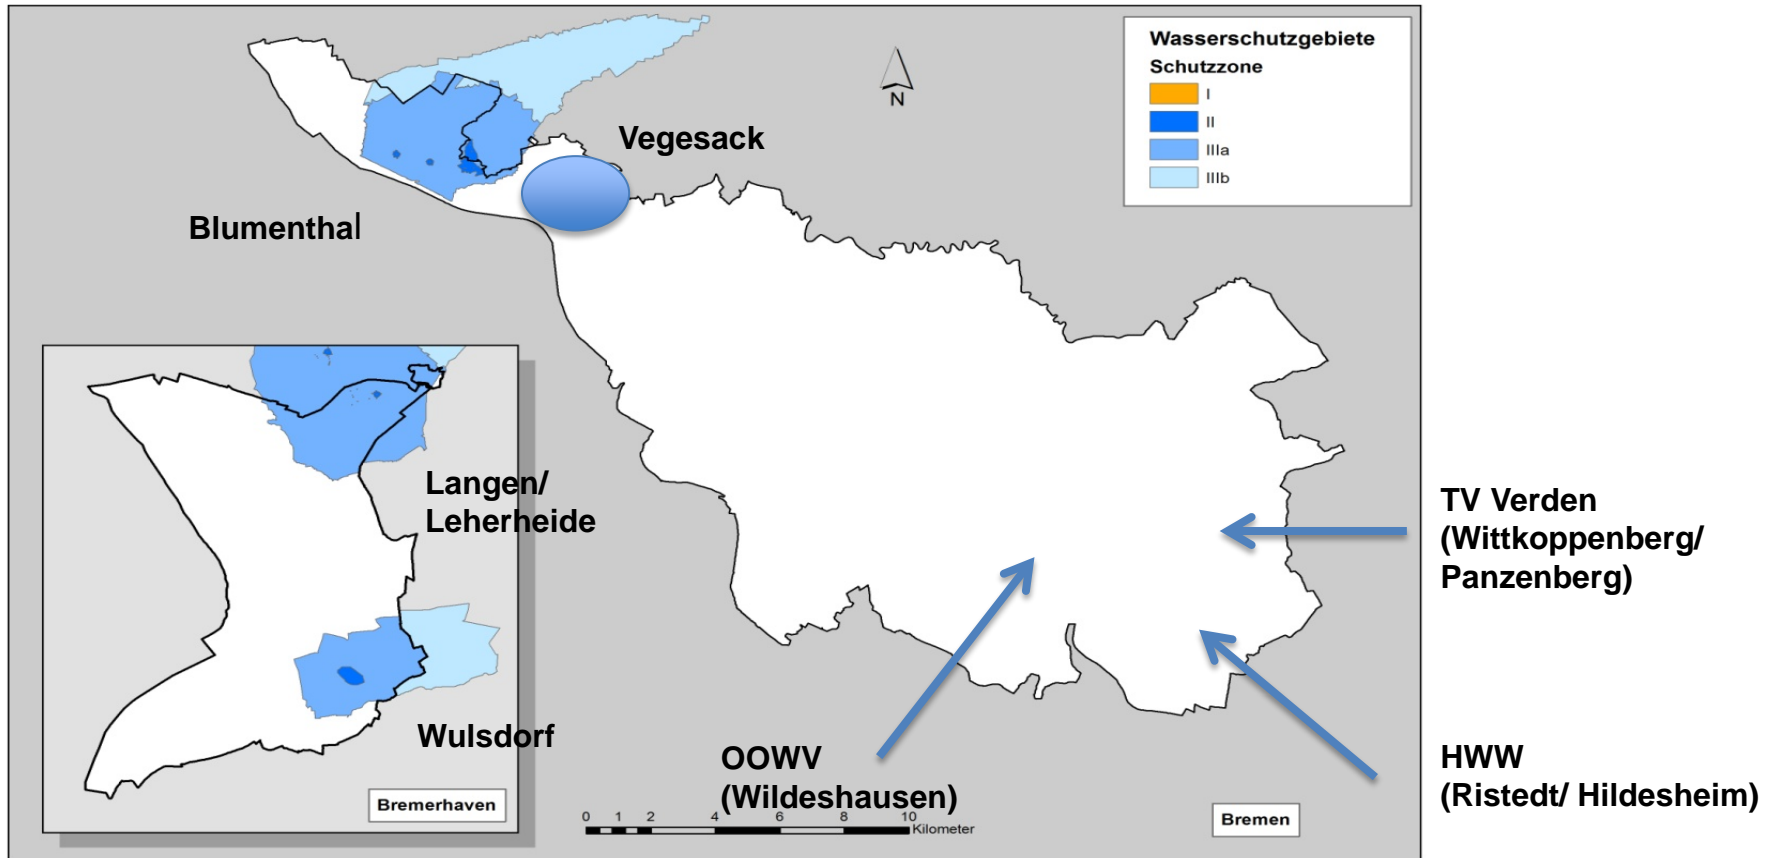 Wasserschutzgebiete
Schutzzone
I
II
IIIa
IIIb
N
Vegesack
Blumenthal
Langen/
Leherheide
Wulsdorf
Bremerhaven
TV Verden
(Wittkoppenberg/
Panzenberg)
OOWV
(Wildeshausen)
HWW
(Ristedt/ Hildesheim)
0 1 2 4 6 8 10
Kilometer
Bremen